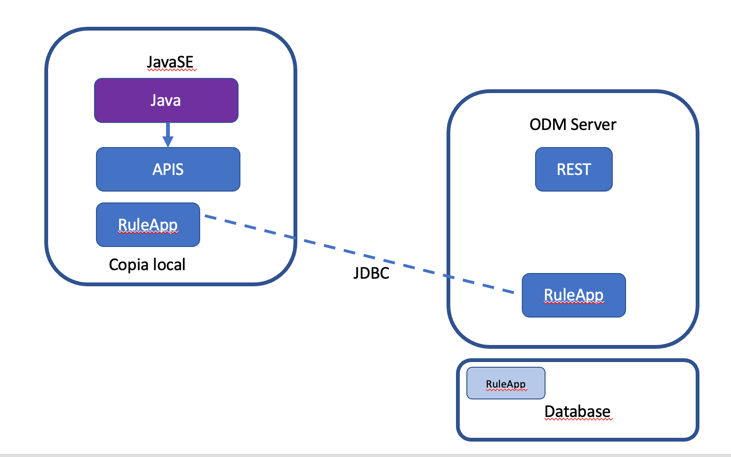 JavaSE
Java
APIS
RuleApp
Copia local
JDBC
ODM Server
REST
RuleApp
RuleApp
Database